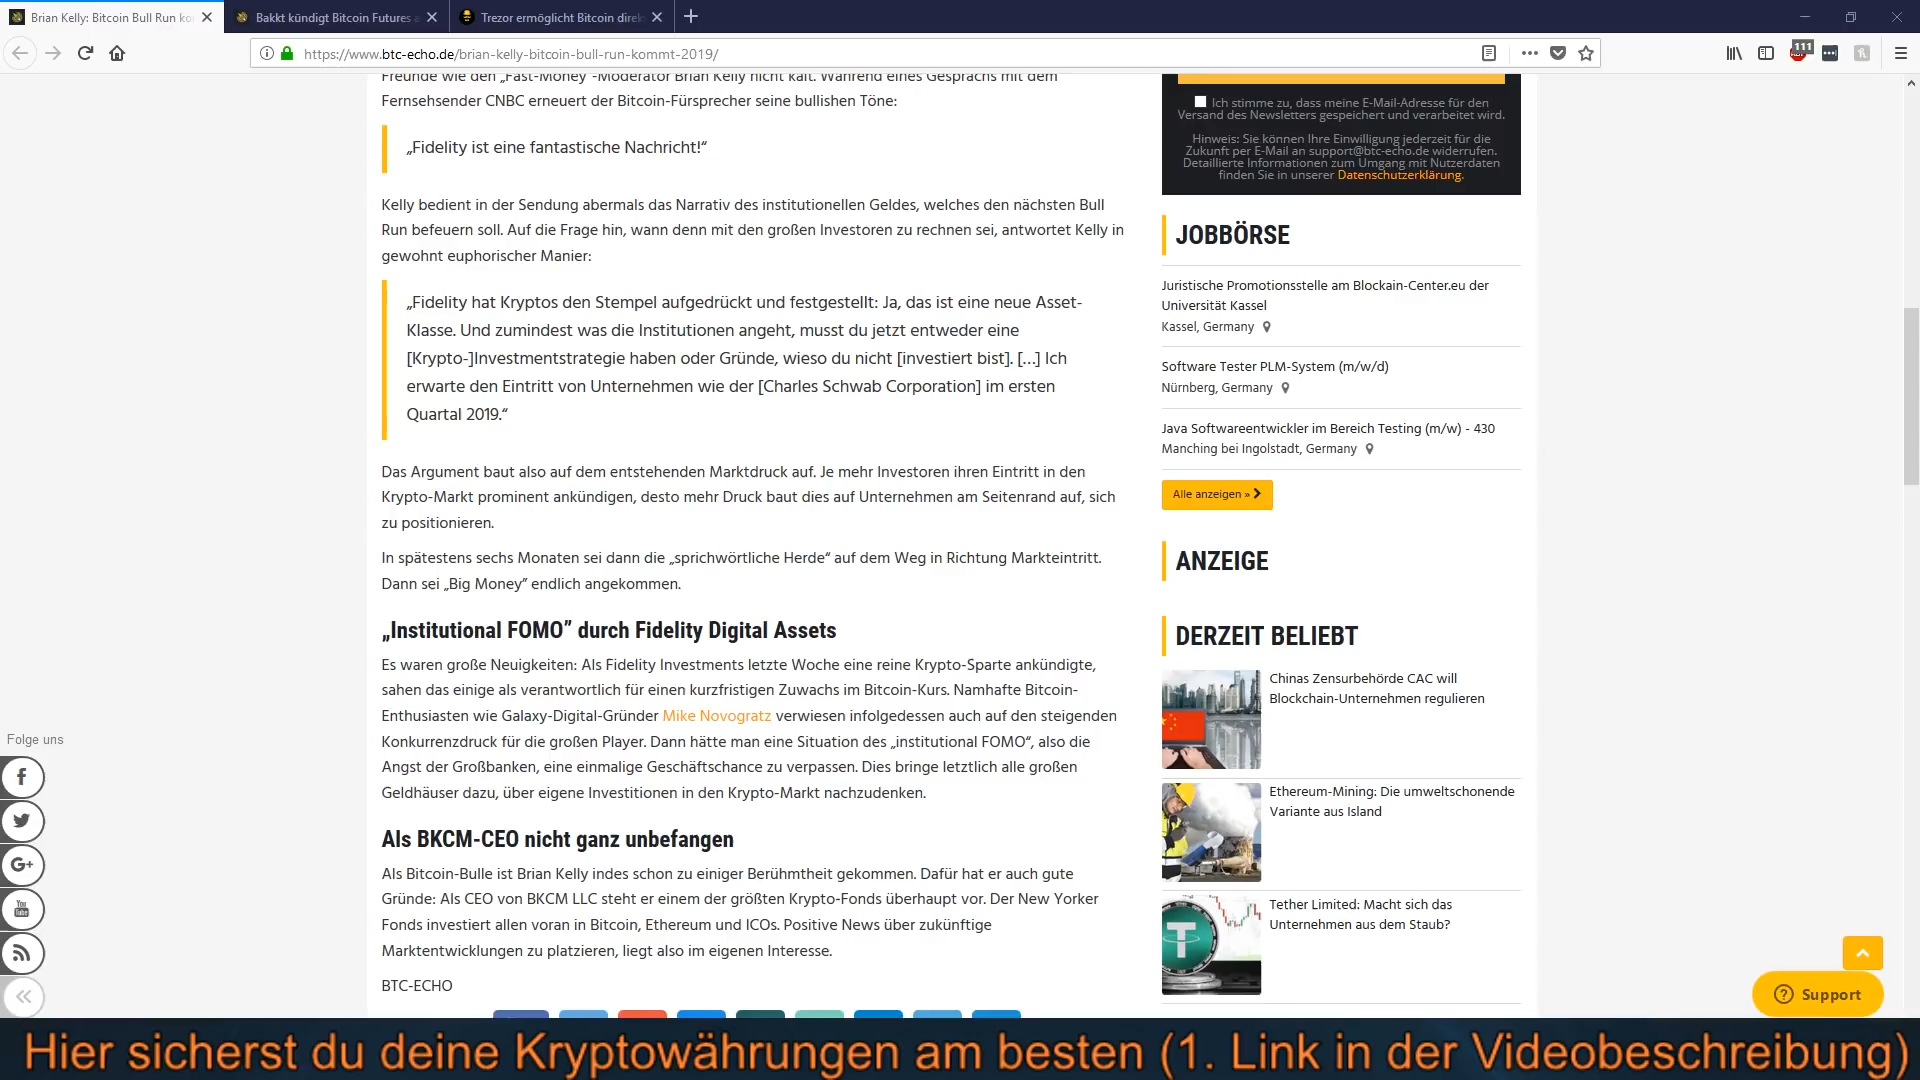 Brian Kelly: Bitcoin Bull Run ko
Bakkt kündigt Bitcoin Futures
Trezor ermöglicht Bitcoin direk
https://www.btc-echo.de/brian-kelly-bitcoin-bull-run-kommt-2019/
111
Freunde wie den „Fast-Money“-Moderator Brian Kelly nicht kalt. Während eines Gesprächs mit dem
Fernsehsender CNBC erneuert der Bitcoin-Fürsprecher seine bullishen Töne:
„Fidelity ist eine fantastische Nachricht!“
Kelly bedient in der Sendung abermals das Narrativ des institutionellen Geldes, welches den nächsten Bull
Run befeuern soll. Auf die Frage hin, wann denn mit den großen Investoren zu rechnen sei, antwortet Kelly in
gewohnt euphorischer Manier:
„Fidelity hat Kryptos den Stempel aufgedrückt und festgestellt: Ja, das ist eine neue Asset-
Klasse. Und zumindest was die Institutionen angeht, musst du jetzt entweder eine
[Krypto-]Investmentstrategie haben oder Gründe, wieso du nicht [investiert bist]. […] Ich
erwarte den Eintritt von Unternehmen wie der [Charles Schwab Corporation] im ersten
Quartal 2019.“
Das Argument baut also auf dem entstehenden Marktdruck auf. Je mehr Investoren ihren Eintritt in den
Krypto-Markt prominent ankündigen, desto mehr Druck baut dies auf Unternehmen am Seitenrand auf, sich
zu positionieren.
In spätestens sechs Monaten sei dann die „sprichwörtliche Herde“ auf dem Weg in Richtung Markteintritt.
Dann sei „Big Money” endlich angekommen.
„Institutional FOMO” durch Fidelity Digital Assets
Es waren große Neuigkeiten: Als Fidelity Investments letzte Woche eine reine Krypto-Sparte ankündigte,
sahen das einige als verantwortlich für einen kurzfristigen Zuwachs im Bitcoin-Kurs. Namhafte Bitcoin-
Enthusiasten wie Galaxy-Digital-Gründer Mike Novogratz verwiesen infolgedessen auch auf den steigenden
Konkurrenzdruck für die großen Player. Dann hätte man eine Situation des „institutional FOMO“, also die
Angst der Großbanken, eine einmalige Geschäftschance zu verpassen. Dies bringe letztlich alle großen
Geldhäuser dazu, über eigene Investitionen in den Krypto-Markt nachzudenken.
Als BKCM-CEO nicht ganz unbefangen
Als Bitcoin-Bulle ist Brian Kelly indes schon zu einiger Berühmtheit gekommen. Dafür hat er auch gute
Gründe: Als CEO von BKCM LLC steht er einem der größten Krypto-Fonds überhaupt vor. Der New Yorker
Fonds investiert allen voran in Bitcoin, Ethereum und ICOs. Positive News über zukünftige
Marktentwicklungen zu platzieren, liegt also im eigenen Interesse.
BTC-ECHO
Ich stimme zu, dass meine E-Mail-Adresse für den
Versand des Newsletters gespeichert und verarbeitet wird.
Hinweis: Sie können Ihre Einwilligung jederzeit für die
Zukunft per E-Mail an support@btc-echo.de widerrufen.
Detaillierte Informationen zum Umgang mit Nutzerdaten
finden Sie in unserer Datenschutzerklärung.
JOBBÖRSE
Juristische Promotionsstelle am Blockain-Center.eu der
Universität Kassel
Kassel, Germany
Software Tester PLM-System (m/w/d)
Nürnberg, Germany
Java Softwareentwickler im Bereich Testing (m/w) - 430
Manching bei Ingolstadt, Germany
Alle anzeigen »
ANZEIGE
DERZEIT BELIEBT
Chinas Zensurbehörde CAC will
Blockchain-Unternehmen regulieren
Ethereum-Mining: Die umweltschonende
Variante aus Island
Tether Limited: Macht sich das
Unternehmen aus dem Staub?
Folge uns
G+
You
Tube
Support
Hier sicherst du deine Kryptowährungen am besten (1. Link in der Videobeschreibung)